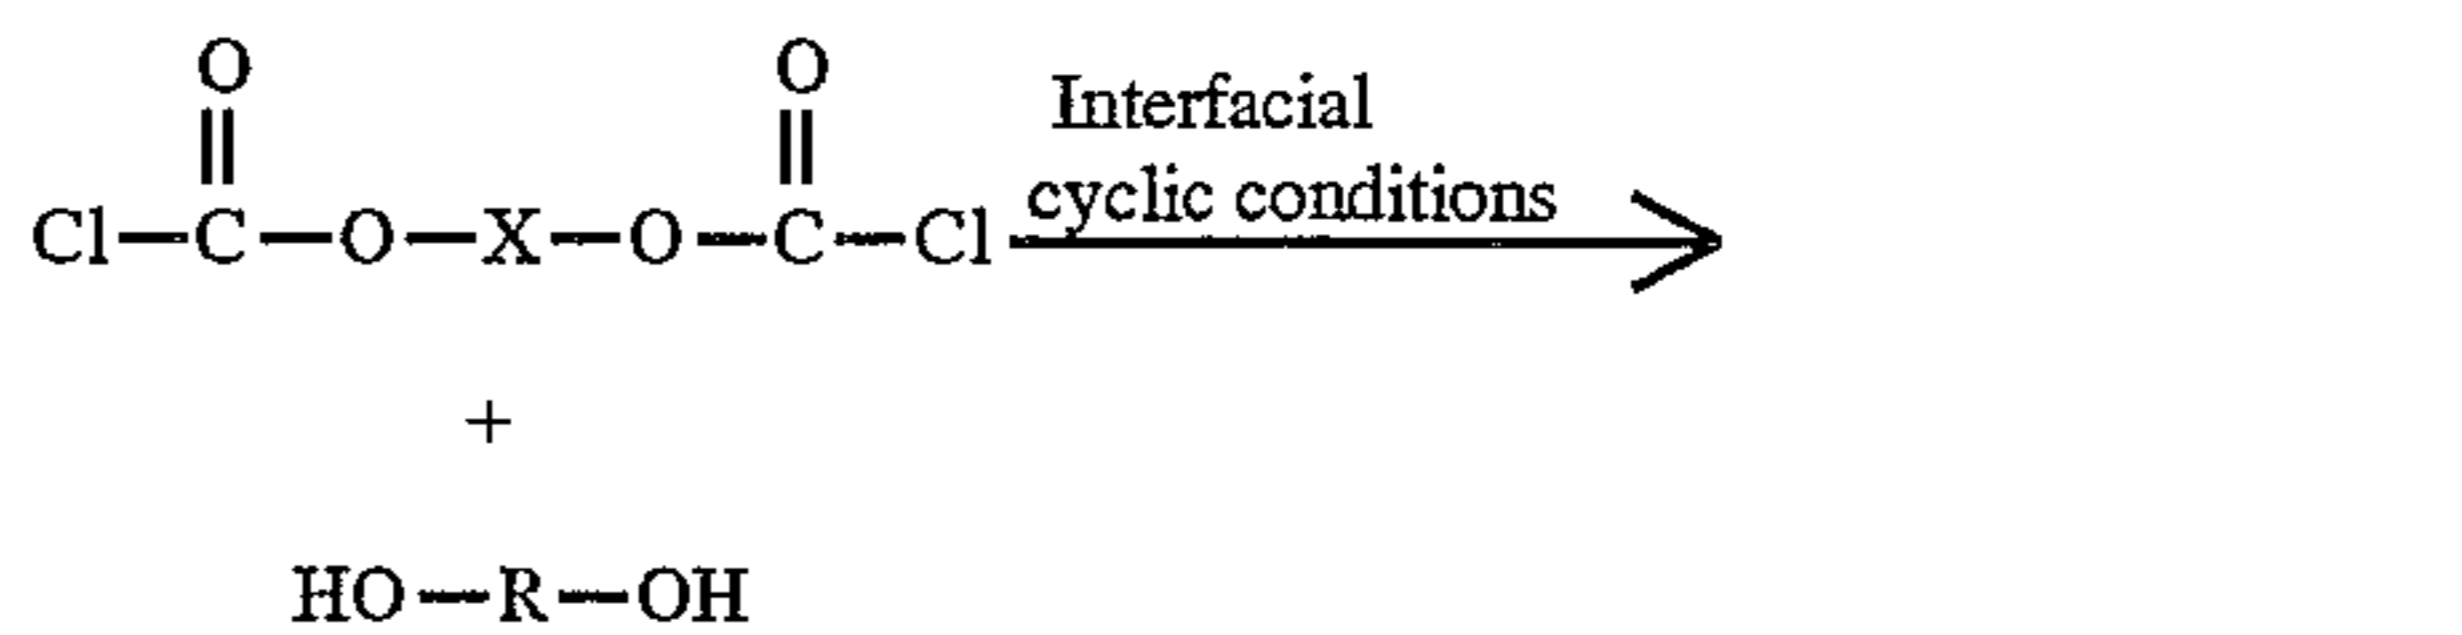 O O
Interfacial
cyclic conditions
Cl—C—O—X—O—C—Cl
+
HO—R—OH